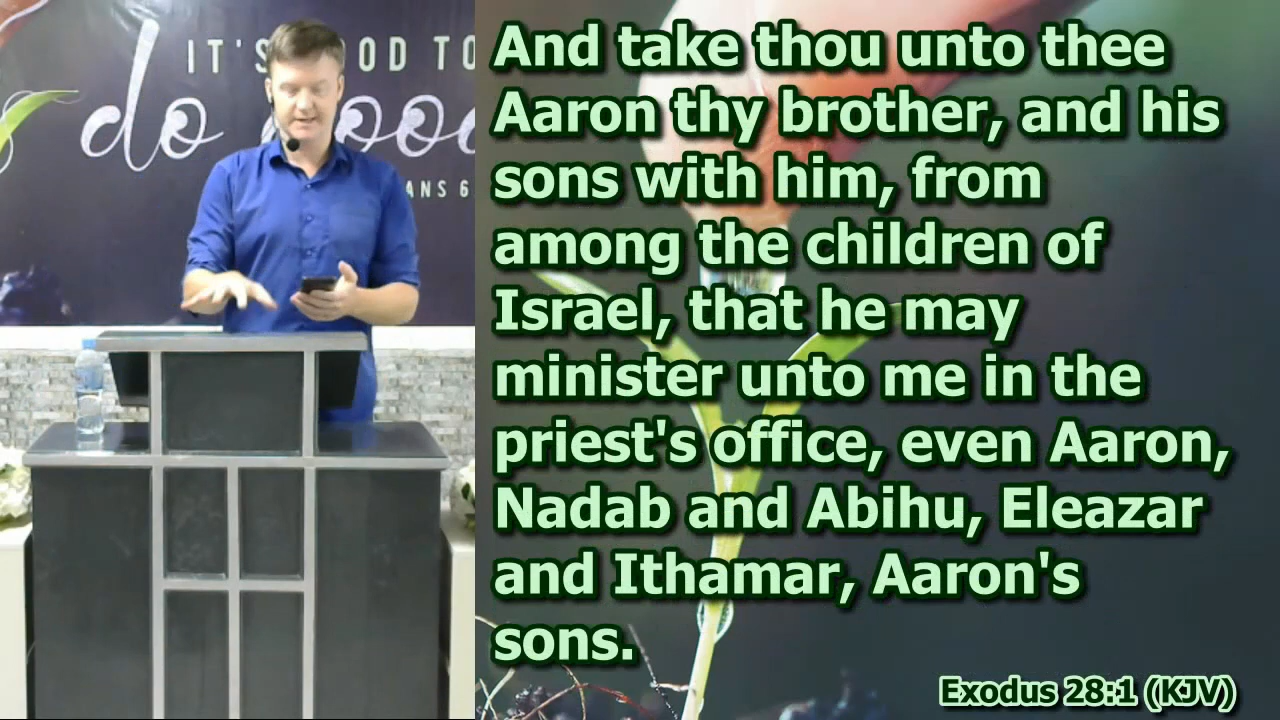 IT'S GOOD TO
do good
ANS 6
And take thou unto thee
Aaron thy brother, and his
sons with him, from
among the children of
Israel, that he may
minister unto me in the
priest's office, even Aaron,
Nadab and Abihu, Eleazar
and Ithamar, Aaron's
sons.
Exodus 28:1 (KJV)